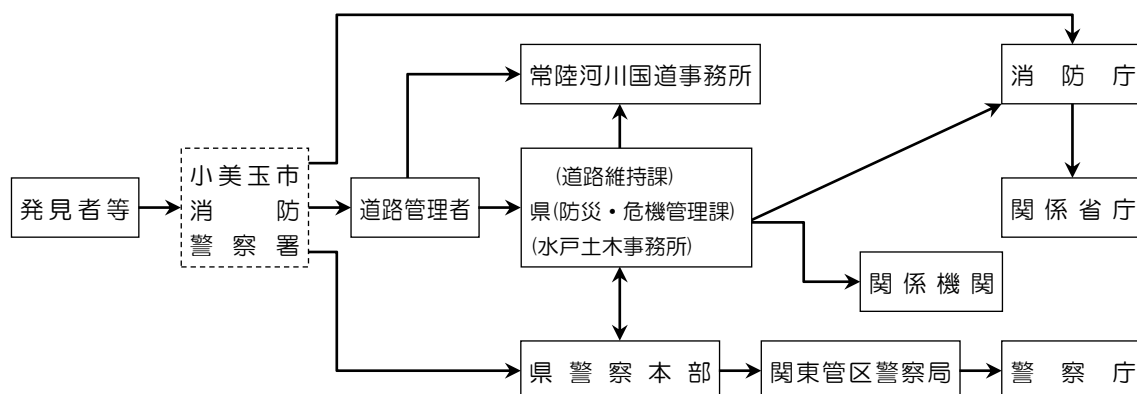 常陸河川国道事務所
消防庁
発見者等
小美玉市
消防
警察署
道路管理者
(道路維持課)
県(防災・危機管理課)
(水戸土木事務所)
関係省庁
関係機関
県警察本部
関東管区警察局
警察庁